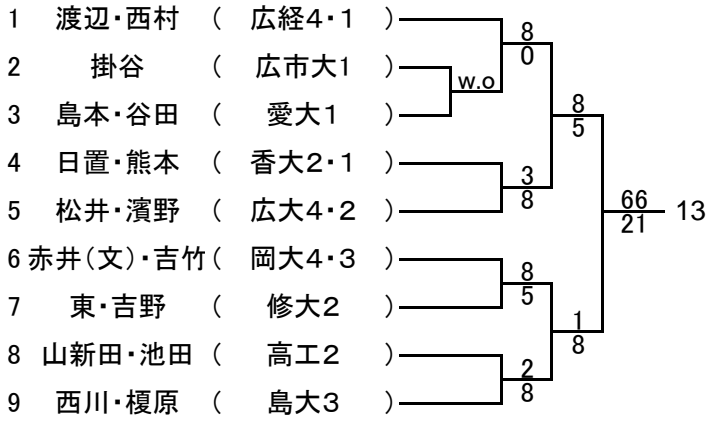 1 渡辺・西村 ( 広経4・1 )
8
0
2 掛谷 ( 広市大1 )
w.o
3 島本・谷田 ( 愛大1 )
8
5
4 日置・熊本 ( 香大2・1 )
3
8
5 松井・濱野 ( 広大4・2 )
66
21
13
6 赤井(文)・吉竹 ( 岡大4・3 )
8
5
7 東・吉野 ( 修大2 )
1
8
8 山新田・池田 ( 高工2 )
2
8
9 西川・榎原 ( 島大3 )